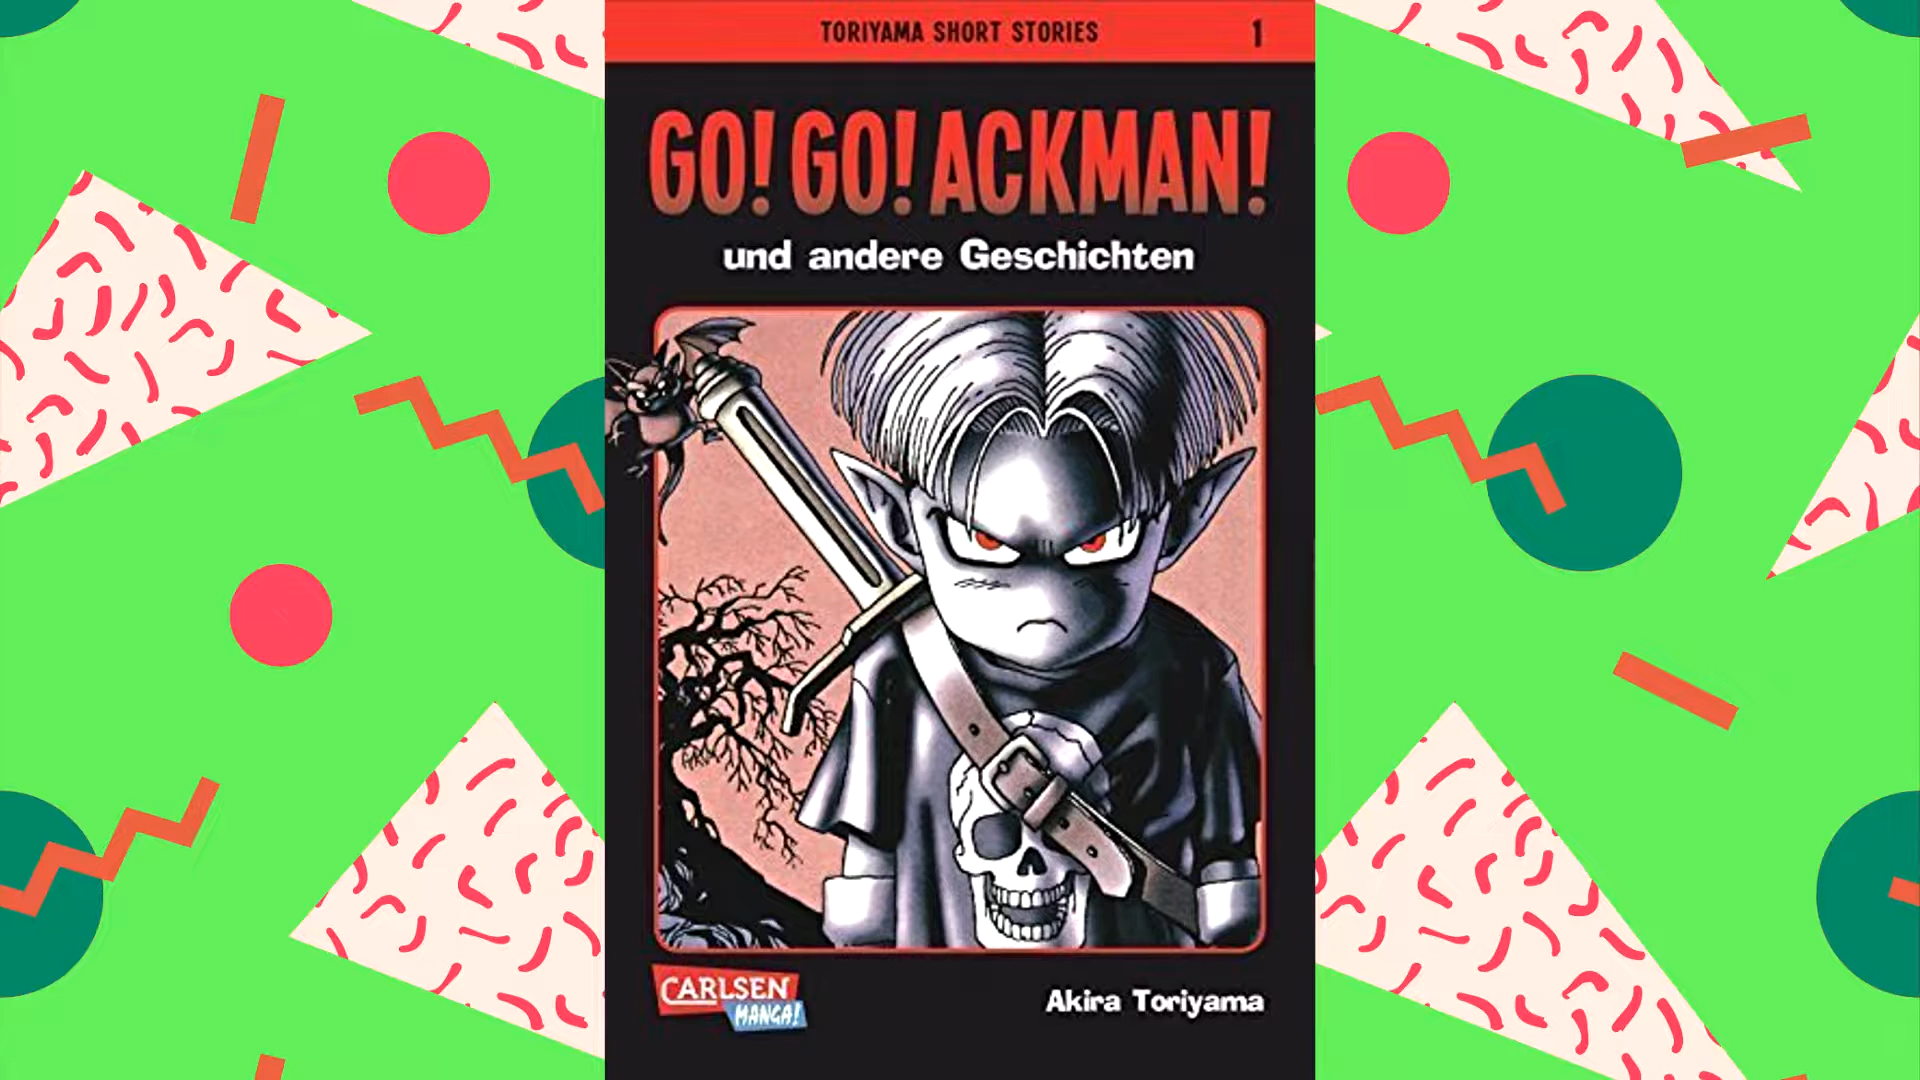 TORIYAMA SHORT STORIES 1
GO! GO! ACKMAN!
und andere Geschichten
CARLSEN
MANGA!
Akira Toriyama